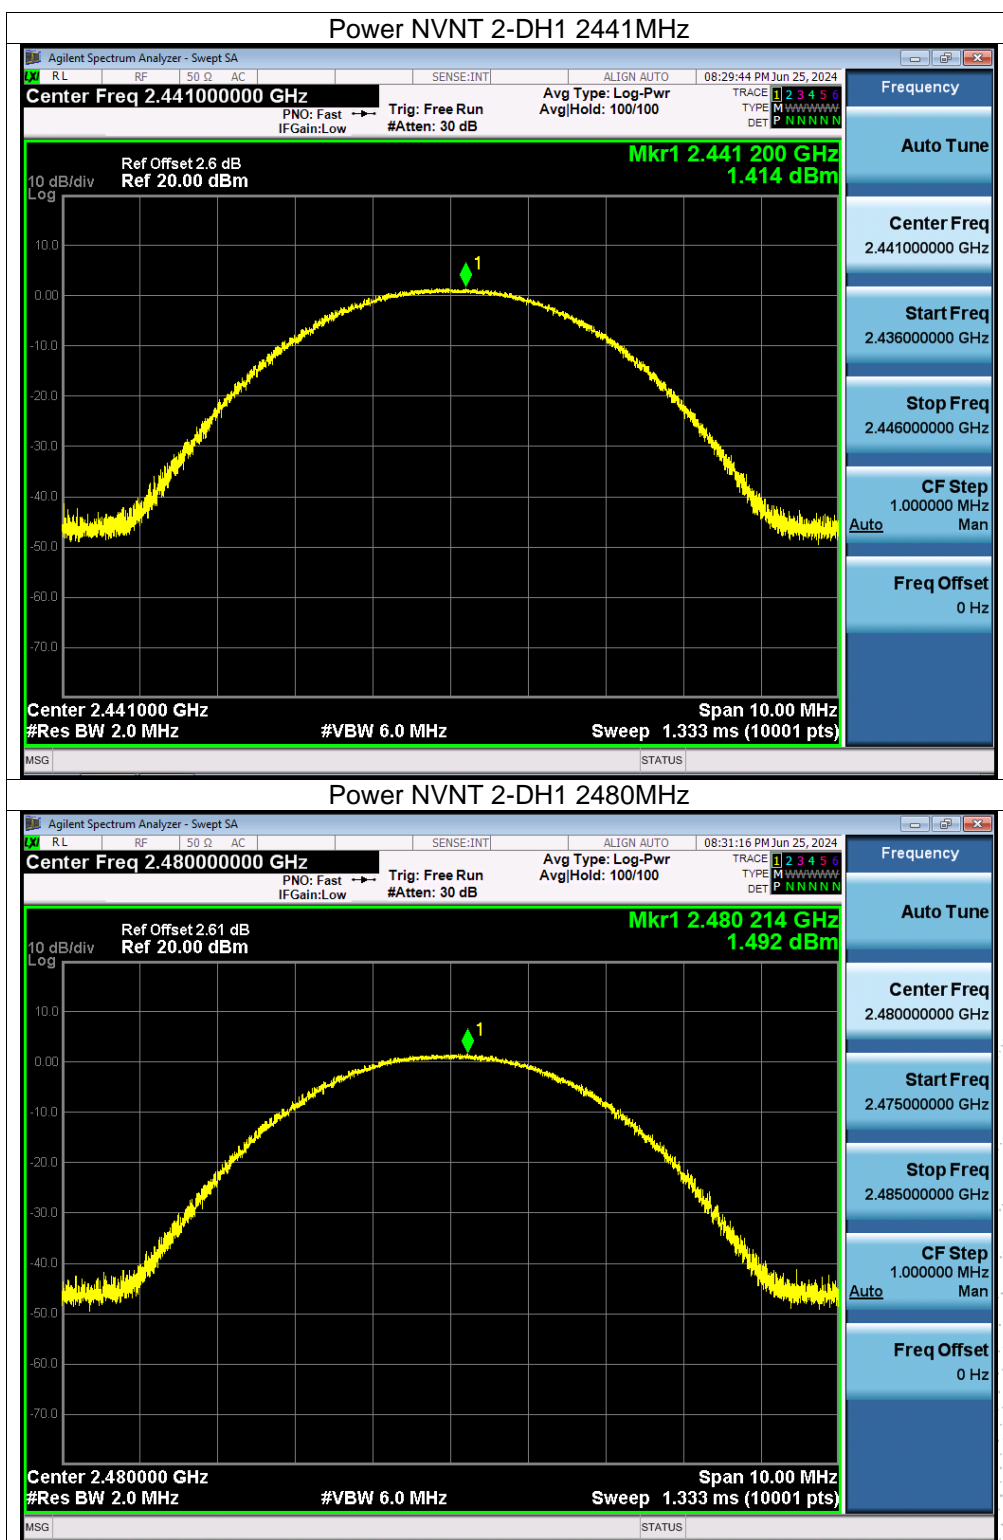 Power NVNT 2-DH1 2441MHz
Agilent Spectrum Analyzer - Swept SA
LXI RL RF 50 Ω AC SENSE:INT ALIGN AUTO 08:29:44 PM Jun 25, 2024
Frequency
Center Freq 2.441000000 GHz
PNO: Fast
IFGain:Low
Trig: Free Run
#Atten: 30 dB
Avg Type: Log-Pwr
Avg|Hold: 100/100
TRACE 1 2 3 4 5 6
TYPE M WWWWW
DET P N N N N N
Auto Tune
Mkr1 2.441 200 GHz
1.414 dBm
Ref Offset 2.6 dB
10 dB/div Ref 20.00 dBm
Log
1
10.0
0.00
-10.0
-20.0
-30.0
-40.0
-50.0
-60.0
-70.0
Center Freq
2.441000000 GHz
Start Freq
2.436000000 GHz
Stop Freq
2.446000000 GHz
CF Step
1.000000 MHz
Auto Man
Freq Offset
0 Hz
Center 2.441000 GHz Span 10.00 MHz
#Res BW 2.0 MHz #VBW 6.0 MHz Sweep 1.333 ms (10001 pts)
MSG STATUS
Power NVNT 2-DH1 2480MHz
Agilent Spectrum Analyzer - Swept SA
LXI RL RF 50 Ω AC SENSE:INT ALIGN AUTO 08:31:16 PM Jun 25, 2024
Frequency
Center Freq 2.480000000 GHz
PNO: Fast
IFGain:Low
Trig: Free Run
#Atten: 30 dB
Avg Type: Log-Pwr
Avg|Hold: 100/100
TRACE 1 2 3 4 5 6
TYPE M WWWWW
DET P N N N N N
Auto Tune
Mkr1 2.480 214 GHz
1.492 dBm
Ref Offset 2.61 dB
10 dB/div Ref 20.00 dBm
Log
1
10.0
0.00
-10.0
-20.0
-30.0
-40.0
-50.0
-60.0
-70.0
Center Freq
2.480000000 GHz
Start Freq
2.475000000 GHz
Stop Freq
2.485000000 GHz
CF Step
1.000000 MHz
Auto Man
Freq Offset
0 Hz
Center 2.480000 GHz Span 10.00 MHz
#Res BW 2.0 MHz #VBW 6.0 MHz Sweep 1.333 ms (10001 pts)
MSG STATUS